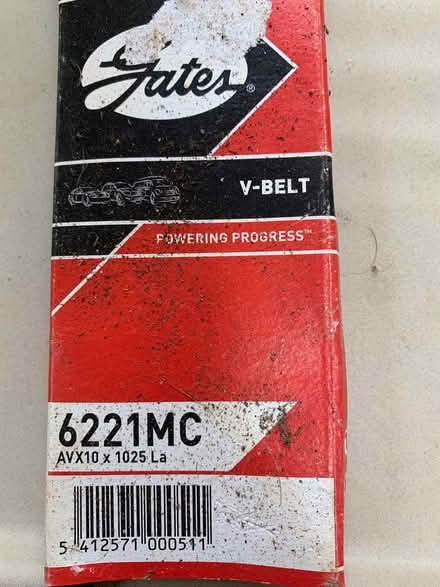 Gates®
V-BELT
POWERING PROGRESS™
6221MC
AVX10 x 1025 La
5 412571 000511